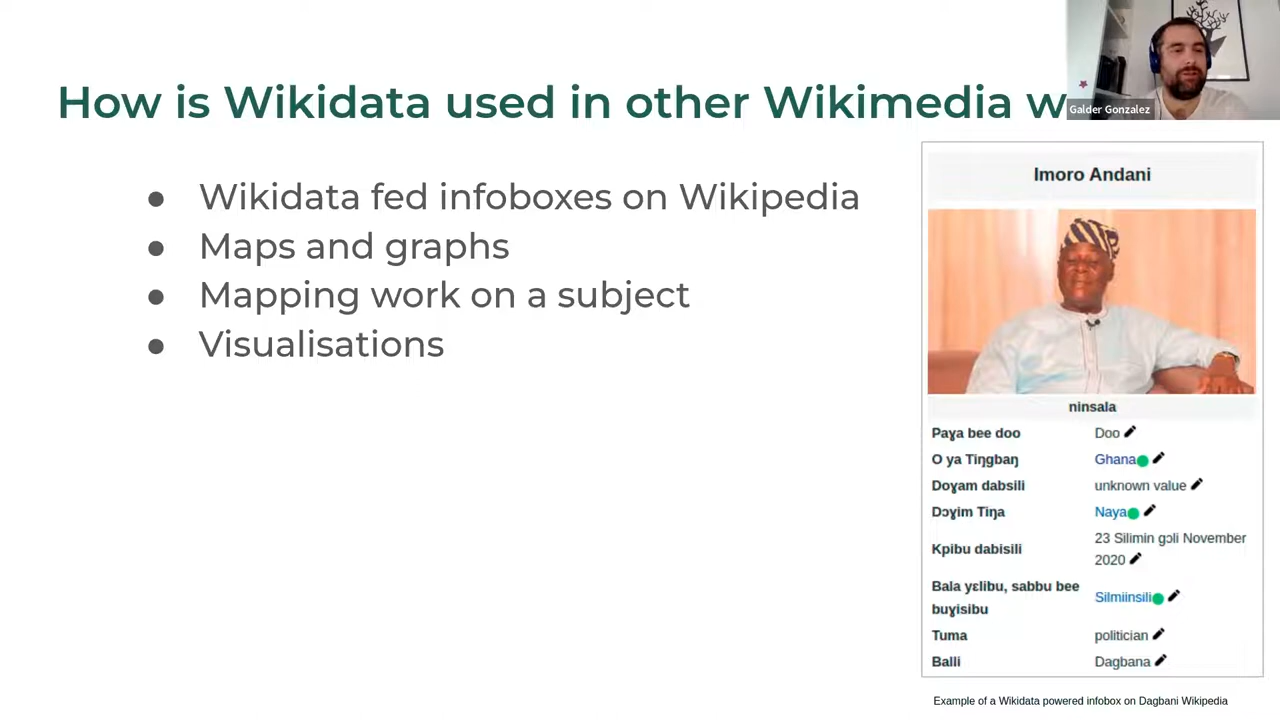 How is Wikidata used in other Wikimedia w
Galder Gonzalez
● Wikidata fed infoboxes on Wikipedia
● Maps and graphs
● Mapping work on a subject
● Visualisations
Imoro Andani
ninsala
Paɣa bee doo Doo
O ya Tiŋgbaŋ Ghana
Doɣam dabsili unknown value
Dɔɣim Tiŋa Naya
Kpibu dabisili 23 Silimin gɔli November
2020
Bala yɛlibu, sabbu bee
buɣisibu Silmiinsili
Tuma politician
Balli Dagbana
Example of a Wikidata powered infobox on Dagbani Wikipedia